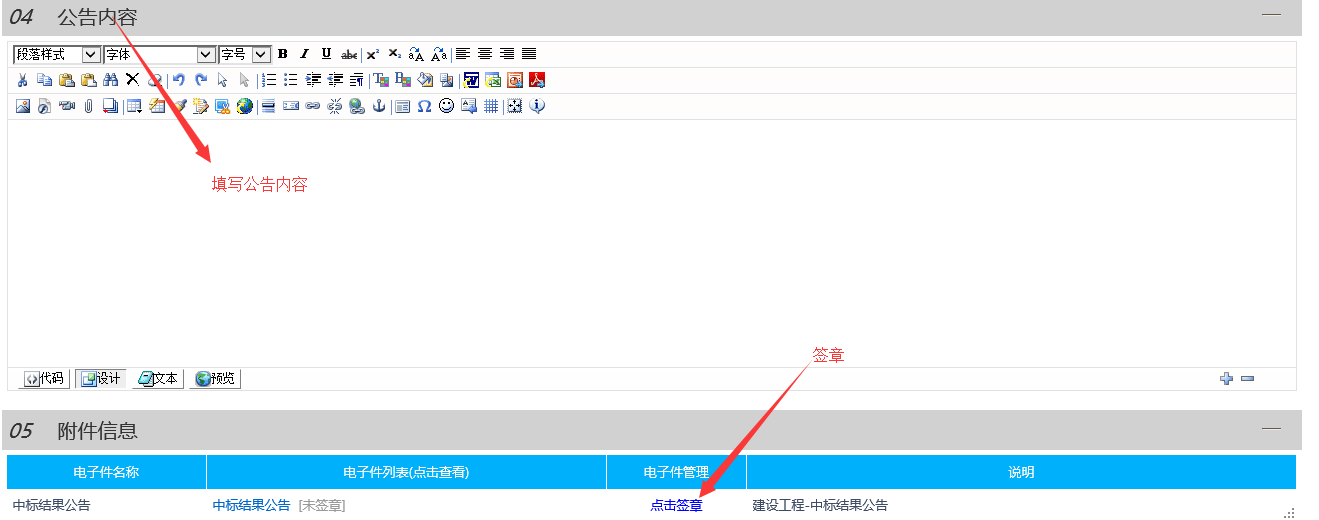 04 公告内容
段落样式 字体 字号 B I U abc
填写公告内容
签章
代码 设计 文本 预览
05 附件信息
电子件名称 电子件列表(点击查看) 电子件管理 说明
中标结果公告 中标结果公告 [未签章] 点击签章 建设工程-中标结果公告